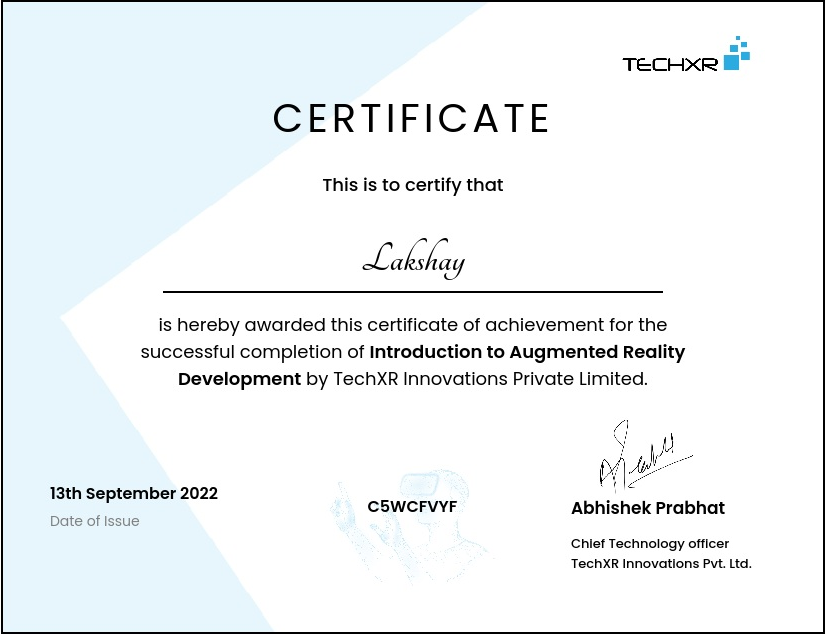 TECHXR
CERTIFICATE
This is to certify that
Lakshay
is hereby awarded this certificate of achievement for the
successful completion of Introduction to Augmented Reality
Development by TechXR Innovations Private Limited.
13th September 2022
Date of Issue
C5WCFVYF
Abhishek Prabhat
Chief Technology officer
TechXR Innovations Pvt. Ltd.